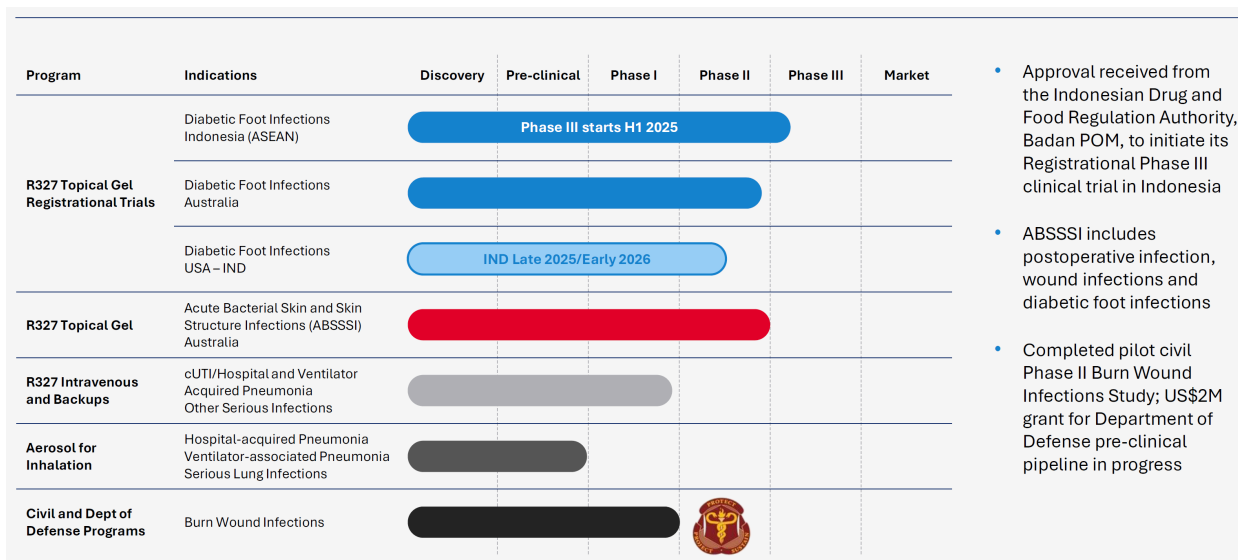 Program
Indications
Discovery
Pre-clinical
Phase I
Phase II
Phase III
Market
R327 Topical Gel
Registrational Trials
Diabetic Foot Infections
Indonesia (ASEAN)
Phase III starts H1 2025
Diabetic Foot Infections
Australia
Diabetic Foot Infections
USA – IND
IND Late 2025/Early 2026
R327 Topical Gel
Acute Bacterial Skin and Skin
Structure Infections (ABSSSI)
Australia
R327 Intravenous
and Backups
cUTI/Hospital and Ventilator
Acquired Pneumonia
Other Serious Infections
Aerosol for
Inhalation
Hospital-acquired Pneumonia
Ventilator-associated Pneumonia
Serious Lung Infections
Civil and Dept of
Defense Programs
Burn Wound Infections
PROTECT
• Approval received from
the Indonesian Drug and
Food Regulation Authority,
Badan POM, to initiate its
Registrational Phase III
clinical trial in Indonesia
• ABSSSI includes
postoperative infection,
wound infections and
diabetic foot infections
• Completed pilot civil
Phase II Burn Wound
Infections Study; US$2M
grant for Department of
Defense pre-clinical
pipeline in progress